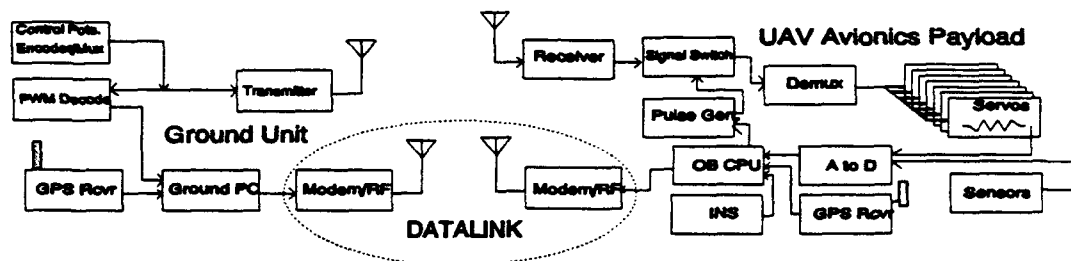 Control Pots.
Encoder/Mux
PWM Decode
Transmitter
Ground Unit
GPS Rcvr
Ground PC
Modem/RF
DATALINK
Modem/RF
Receiver
Signal Switch
UAV Avionics Payload
Demux
Servos
Pulse Gen
OB CPU
A to D
INS
GPS Rcvr
Sensors